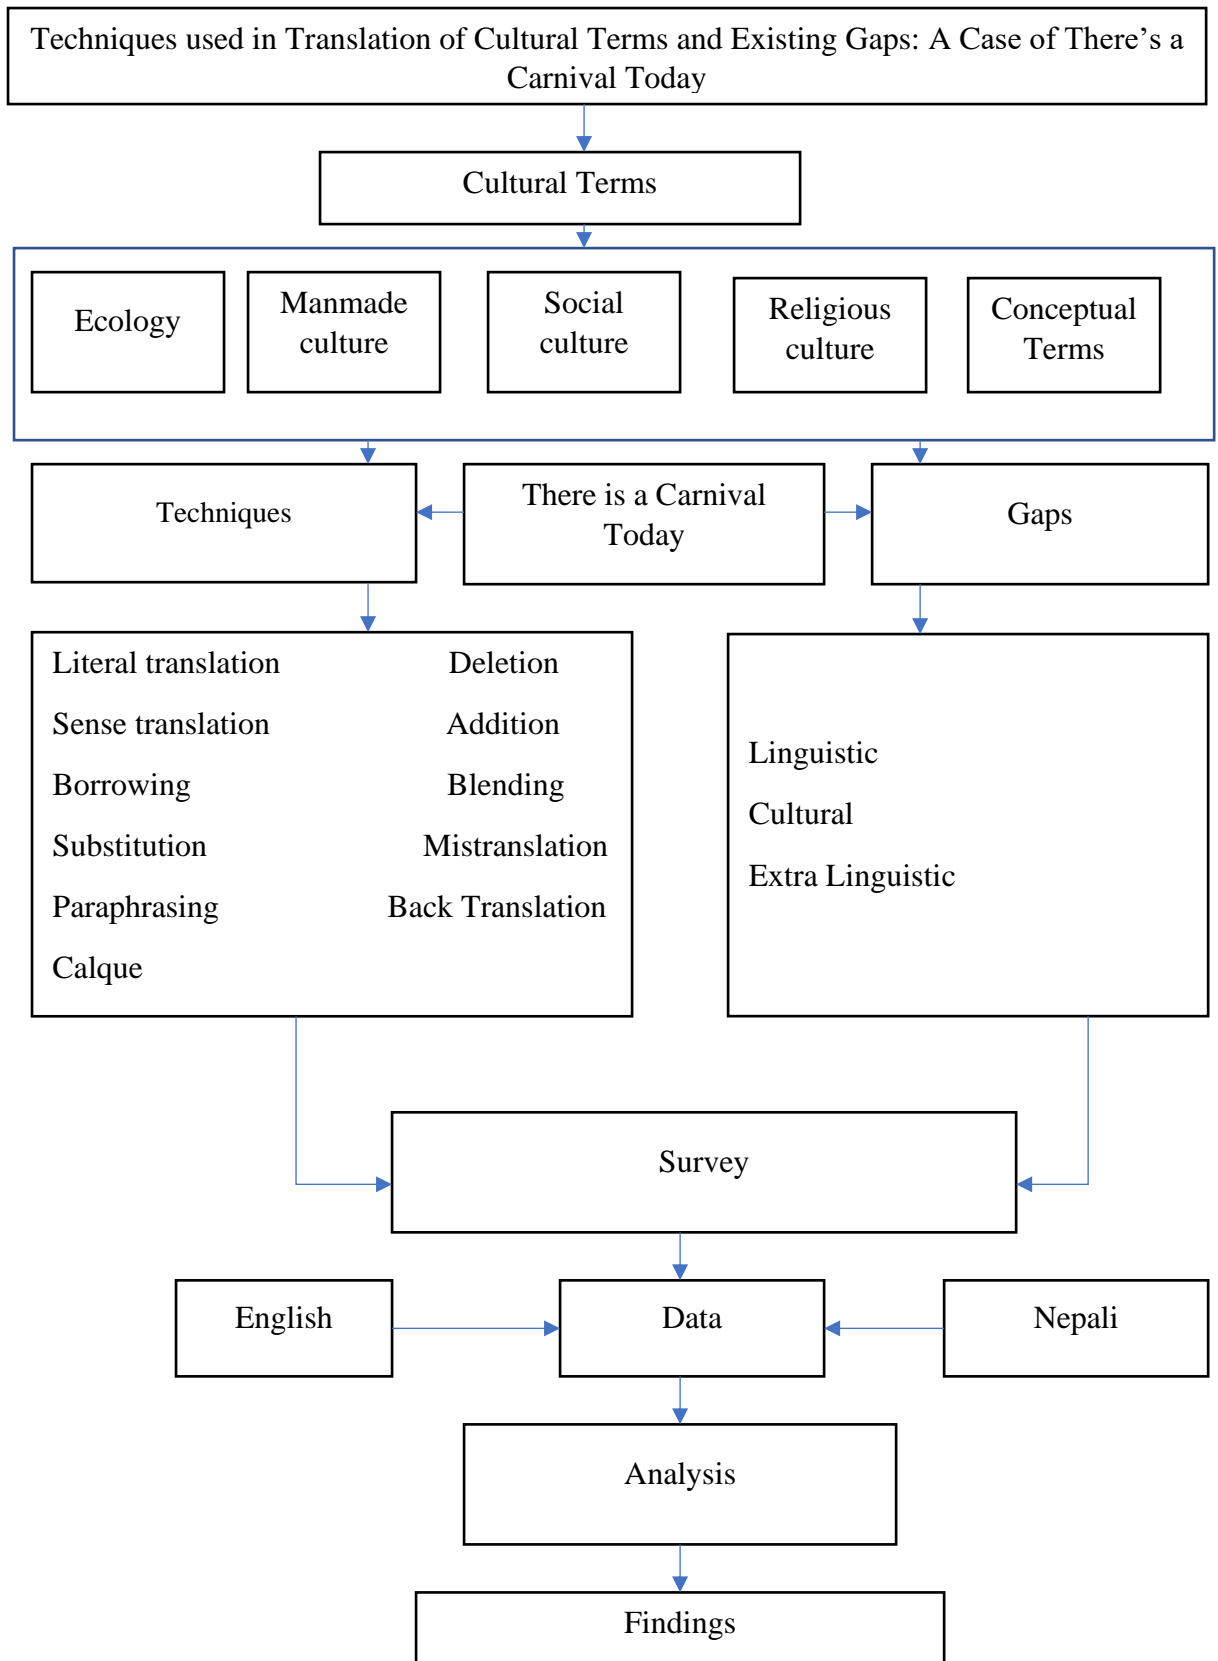 Techniques used in Translation of Cultural Terms and Existing Gaps: A Case of There’s a
Carnival Today
Cultural Terms
Ecology
Manmade
culture
Social
culture
Religious
culture
Conceptual
Terms
Techniques
There is a Carnival
Today
Gaps
Literal translation
Deletion
Sense translation
Addition
Borrowing
Blending
Substitution
Mistranslation
Paraphrasing
Back Translation
Calque
Linguistic
Cultural
Extra Linguistic
Survey
English
Data
Nepali
Analysis
Findings